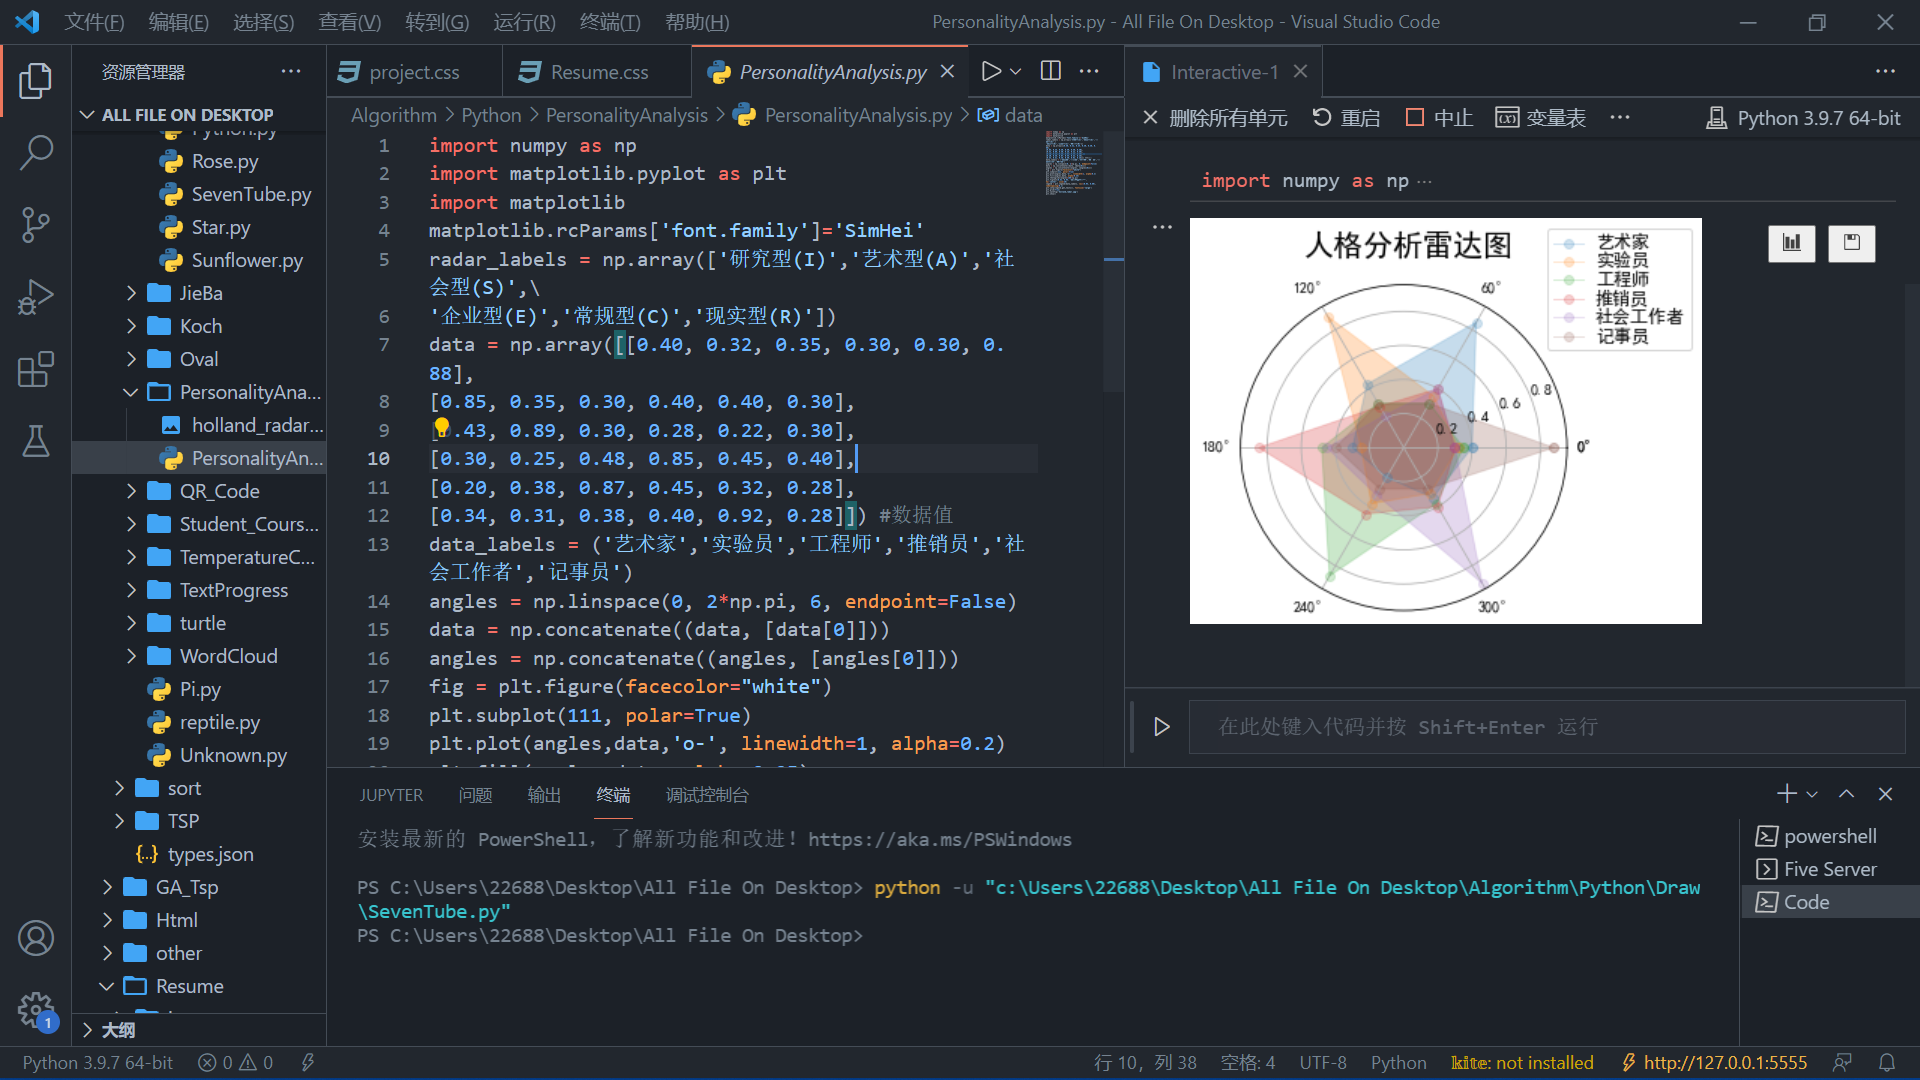 文件(F) 编辑(E) 选择(S) 查看(V) 转到(G) 运行(R) 终端(T) 帮助(H) PersonalityAnalysis.py - All File On Desktop - Visual Studio Code
资源管理器
ALL FILE ON DESKTOP
Python.py
Rose.py
SevenTube.py
Star.py
Sunflower.py
JieBa
Koch
Oval
PersonalityAna...
holland_radar...
PersonalityAn...
QR_Code
Student_Cours...
TemperatureC...
TextProgress
turtle
WordCloud
Pi.py
reptile.py
Unknown.py
sort
TSP
types.json
GA_Tsp
Html
other
Resume
大纲
project.css Resume.css PersonalityAnalysis.py
Algorithm Python PersonalityAnalysis PersonalityAnalysis.py data
1 import numpy as np
2 import matplotlib.pyplot as plt
3 import matplotlib
4 matplotlib.rcParams['font.family']='SimHei'
5 radar_labels = np.array(['研究型(I)','艺术型(A)','社
会型(S)',\
6 '企业型(E)','常规型(C)','现实型(R)'])
7 data = np.array([[0.40, 0.32, 0.35, 0.30, 0.30, 0.
88],
8 [0.85, 0.35, 0.30, 0.40, 0.40, 0.30],
9 .43, 0.89, 0.30, 0.28, 0.22, 0.30],
10 [0.30, 0.25, 0.48, 0.85, 0.45, 0.40],
11 [0.20, 0.38, 0.87, 0.45, 0.32, 0.28],
12 [0.34, 0.31, 0.38, 0.40, 0.92, 0.28]]) #数据值
13 data_labels = ('艺术家','实验员','工程师','推销员','社
会工作者','记事员')
14 angles = np.linspace(0, 2*np.pi, 6, endpoint=False)
15 data = np.concatenate((data, [data[0]]))
16 angles = np.concatenate((angles, [angles[0]]))
17 fig = plt.figure(facecolor="white")
18 plt.subplot(111, polar=True)
19 plt.plot(angles,data,'o-', linewidth=1, alpha=0.2)
Interactive-1
删除所有单元 重启 中止 变量表 Python 3.9.7 64-bit
import numpy as np ...
人格分析雷达图
艺术家
实验员
工程师
推销员
社会工作者
记事员
120° 60°
0.8
0.6
0.4
0.2
180° 0°
240° 300°
在此处键入代码并按 Shift+Enter 运行
JUPYTER 问题 输出 终端 调试控制台
安装最新的 PowerShell，了解新功能和改进！https://aka.ms/PSWindows
PS C:\Users\22688\Desktop\All File On Desktop> python -u "c:\Users\22688\Desktop\All File On Desktop\Algorithm\Python\Draw
\SevenTube.py"
PS C:\Users\22688\Desktop\All File On Desktop>
powershell
Five Server
Code
1
Python 3.9.7 64-bit 0 0 行 10，列 38 空格: 4 UTF-8 Python kite: not installed http://127.0.0.1:5555